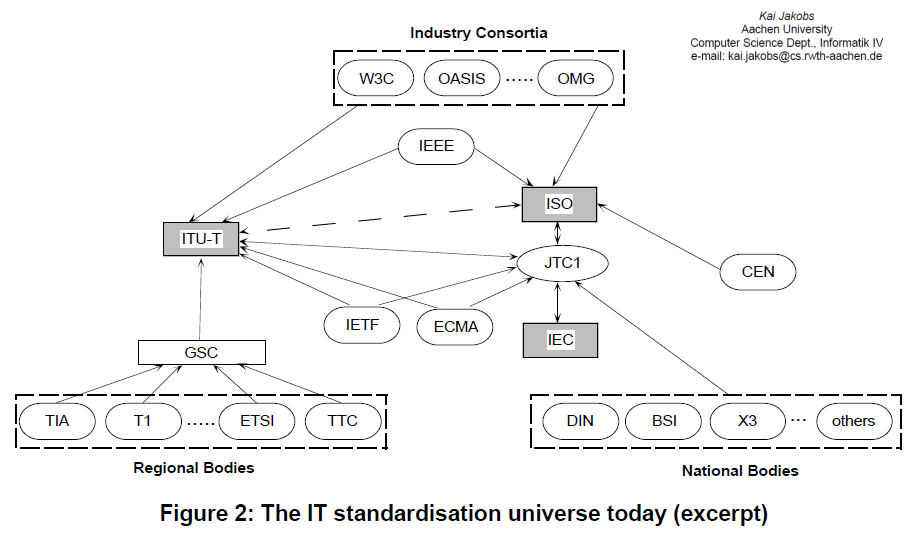 Kai Jakobs
Aachen University
Computer Science Dept., Informatik IV
e-mail: kai.jakobs@cs.rwth-aachen.de
Industry Consortia
W3C OASIS ..... OMG
IEEE
ISO
ITU-T
JTC1
CEN
IETF ECMA
IEC
GSC
TIA T1 ..... ETSI TTC
DIN BSI X3 ... others
Regional Bodies
National Bodies
Figure 2: The IT standardisation universe today (excerpt)